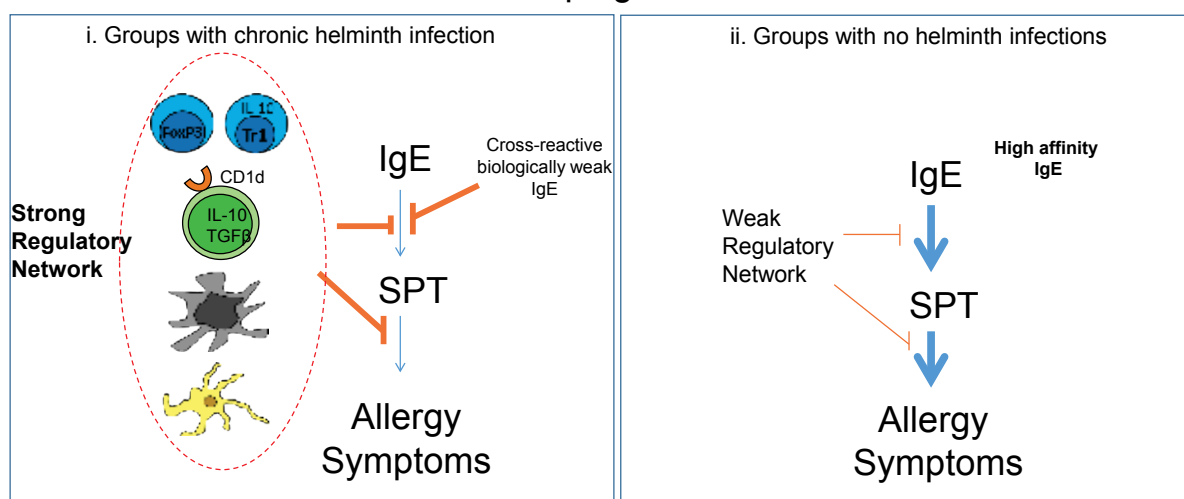 i. Groups with chronic helminth infection
FoxP3
IL 10
Tr1
CD1d
IL-10
TGFβ
Strong
Regulatory
Network
IgE
Cross-reactive
biologically weak
IgE
SPT
Allergy
Symptoms
ii. Groups with no helminth infections
High affinity
IgE
IgE
Weak
Regulatory
Network
SPT
Allergy
Symptoms